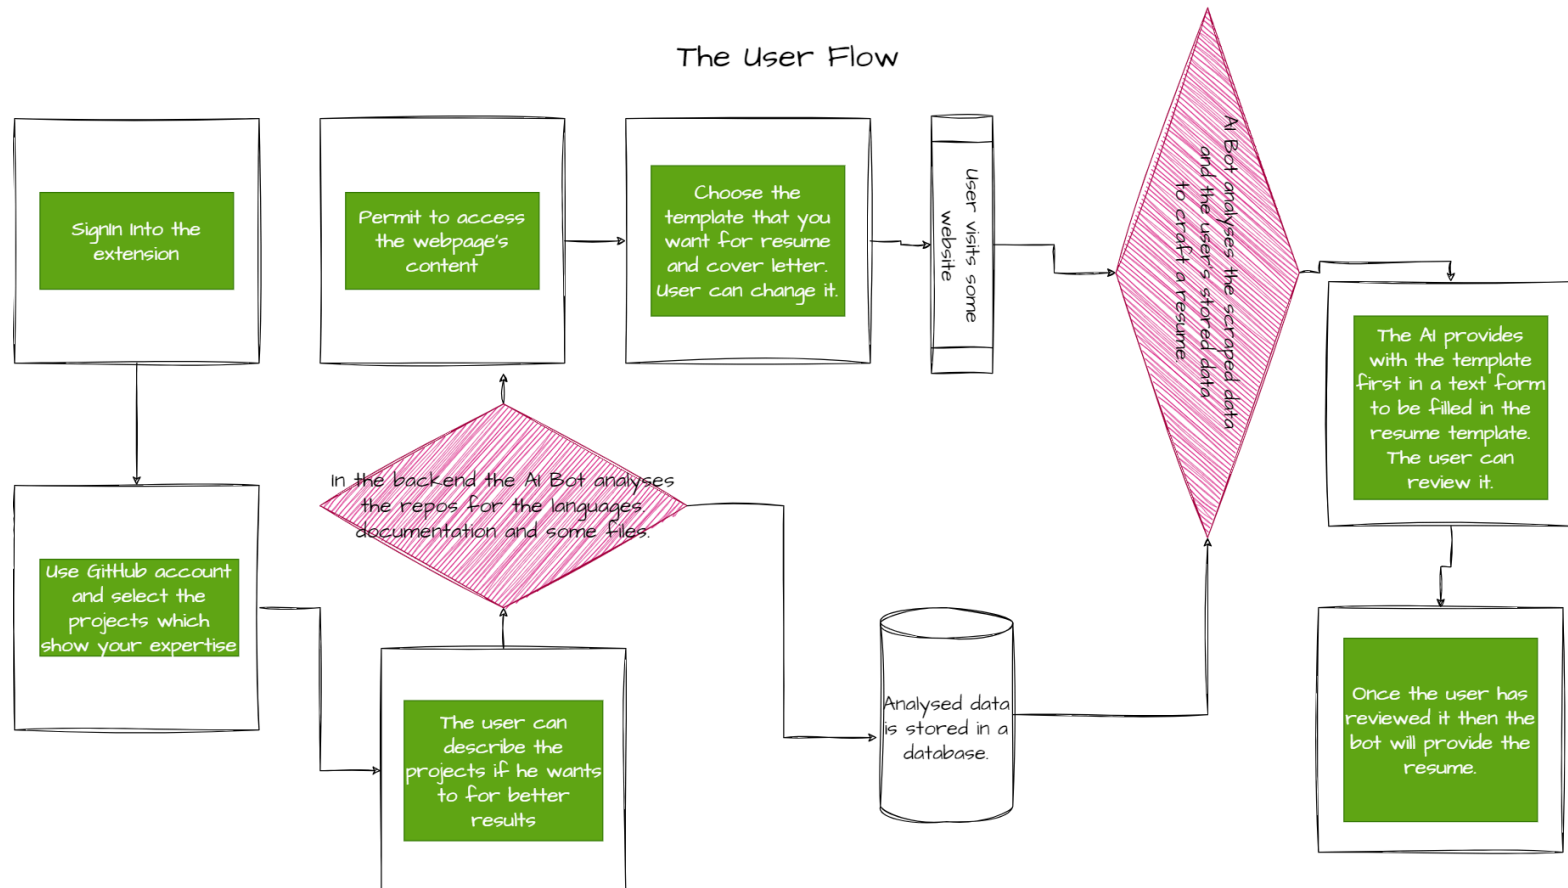 The User Flow
SignIn Into the
extension
Permit to access
the webpage's
content
Choose the
template that you
want for resume
and cover letter.
User can change it.
User visits some
website
AI Bot analyses the scraped data
and the user's stored data
to craft a resume
The AI provides
with the template
first in a text form
to be filled in the
resume template.
The user can
review it.
In the backend the AI Bot analyses
the repos for the languages,
documentation and some files.
Use GitHub account
and select the
projects which
show your expertise
The user can
describe the
projects if he wants
to for better
results
Analysed data
is stored in a
database.
Once the user has
reviewed it then the
bot will provide the
resume.